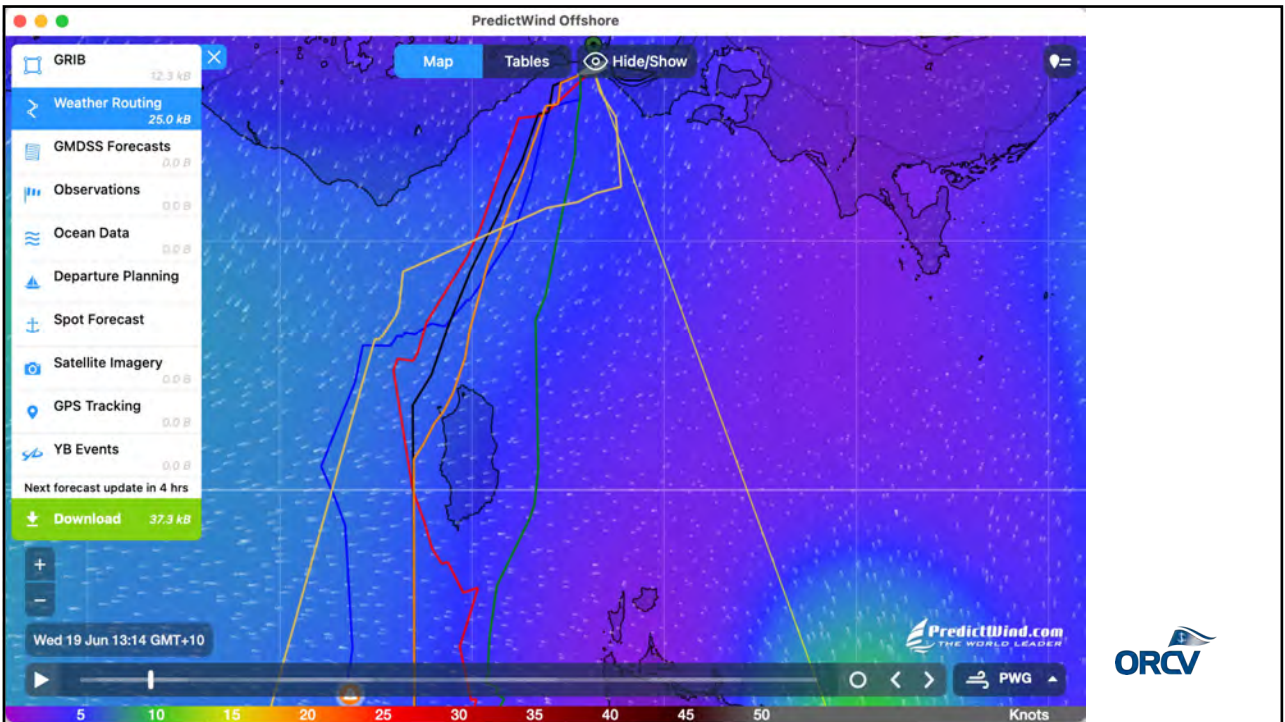 PredictWind Offshore
GRIB
12.3 kB
Weather Routing
25.0 kB
GMDSS Forecasts
0.0 B
Observations
0.0 B
Ocean Data
0.0 B
Departure Planning
Spot Forecast
Satellite Imagery
0.0 B
GPS Tracking
0.0 B
YB Events
0.0 B
Next forecast update in 4 hrs
Download 37.3 kB
Map Tables Hide/Show
+
−
Wed 19 Jun 13:14 GMT+10
PredictWind.com
THE WORLD LEADER
PWG
5 10 15 20 25 30 35 40 45 50 Knots
ORCV